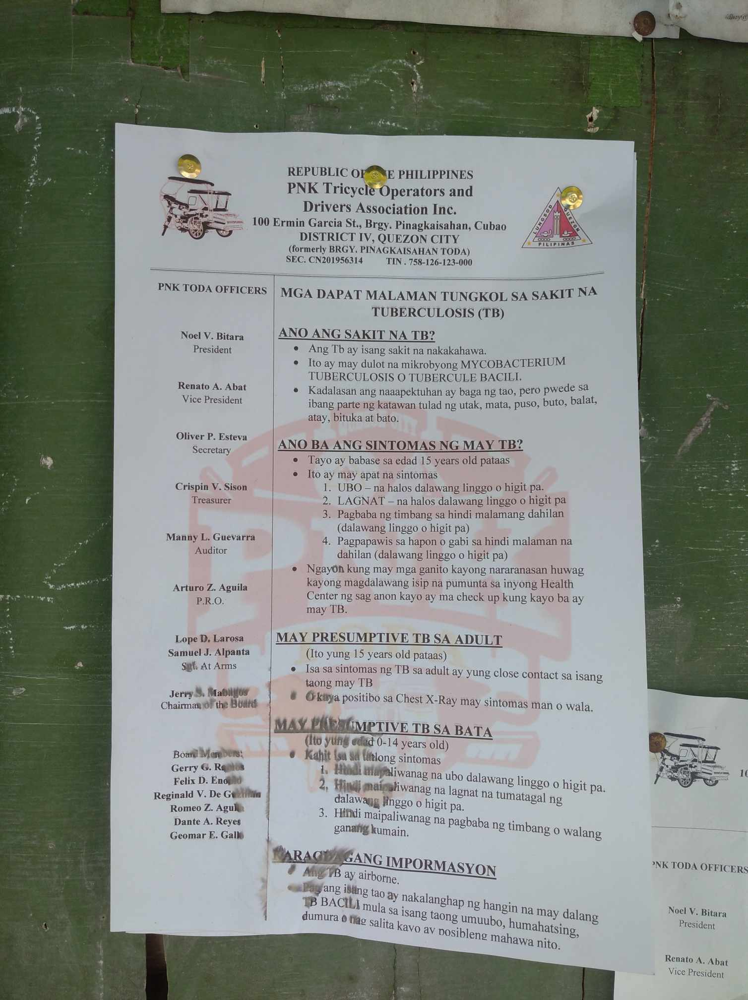 REPUBLIC OF THE PHILIPPINES
PNK Tricycle Operators and
Drivers Association Inc.
100 Ermin Garcia St., Brgy. Pinagkaisahan, Cubao
DISTRICT IV, QUEZON CITY
(formerly BRGY. PINAGKAISAHAN TODA)
SEC. CN201956314 TIN . 758-126-123-000
LUNGSOD QUEZON
PILIPINAS
PNK TODA OFFICERS
Noel V. Bitara
President
Renato A. Abat
Vice President
Oliver P. Esteva
Secretary
Crispin V. Sison
Treasurer
Manny L. Guevarra
Auditor
Arturo Z. Aguila
P.R.O.
Lope D. Larosa
Samuel J. Alpanta
Sgt. At Arms
Jerry S. Mabugos
Chairman of the Board
Board Members:
Gerry G.
Felix D.
Reginald V. De Guzman
Romeo Z. Aguila
Dante A. Reyes
Geomar E.
MGA DAPAT MALAMAN TUNGKOL SA SAKIT NA
TUBERCULOSIS (TB)
ANO ANG SAKIT NA TB?
• Ang Tb ay isang sakit na nakakahawa.
• Ito ay may dulot na mikrobyong MYCOBACTERIUM
TUBERCULOSIS O TUBERCULE BACILI.
• Kadalasan ang naaapektuhan ay baga ng tao, pero pwede sa
ibang parte ng katawan tulad ng utak, mata, puso, buto, balat,
atay, bituka at bato.
ANO BA ANG SINTOMAS NG MAY TB?
• Tayo ay babase sa edad 15 years old pataas
• Ito ay may apat na sintomas
1. UBO – na halos dalawang linggo o higit pa.
2. LAGNAT – na halos dalawang linggo o higit pa
3. Pagbaba ng timbang sa hindi malamang dahilan
(dalawang linggo o higit pa)
4. Pagpapawis sa hapon o gabi sa hindi malaman na
dahilan (dalawang linggo o higit pa)
• Ngayon kung may mga ganito kayong nararanasan huwag
kayong magdalawang isip na pumunta sa inyong Health
Center ng sag anon kayo ay ma check up kung kayo ba ay
may TB.
MAY PRESUMPTIVE TB SA ADULT
(Ito yung 15 years old pataas)
• Isa sa sintomas ng TB sa adult ay yung close contact sa isang
taong may TB
• O kaya positibo sa Chest X-Ray may sintomas man o wala.
MAY PRESUMPTIVE TB SA BATA
(Ito yung edad 0-14 years old)
• Kahit isa sa tatlong sintomas
1. Hindi mapaliwanag na ubo dalawang linggo o higit pa.
2. Hindi maipaliwanag na lagnat na tumatagal ng
dalawang linggo o higit pa.
3. Hindi maipaliwanag na pagbaba ng timbang o walang
ganang kumain.
KARAGDAGANG IMPORMASYON
• Ang TB ay airborne.
• Pag ang isang tao ay nakalanghap ng hangin na may dalang
TB BACILI mula sa isang taong umuubo, humahatsing,
dumura o nag salita kayo ay posibleng mahawa nito.
10
PNK TODA OFFICERS
Noel V. Bitara
President
Renato A. Abat
Vice President